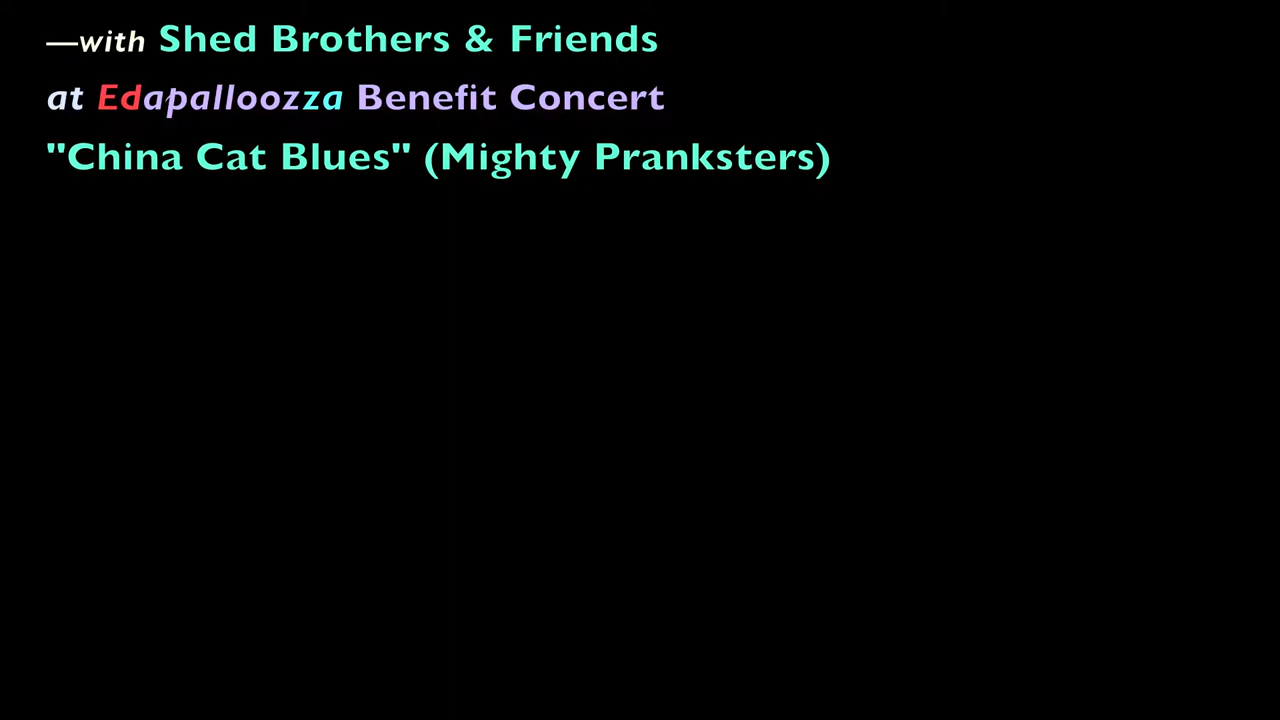 —with Shed Brothers & Friends
at Edapalloozza Benefit Concert
"China Cat Blues" (Mighty Pranksters)